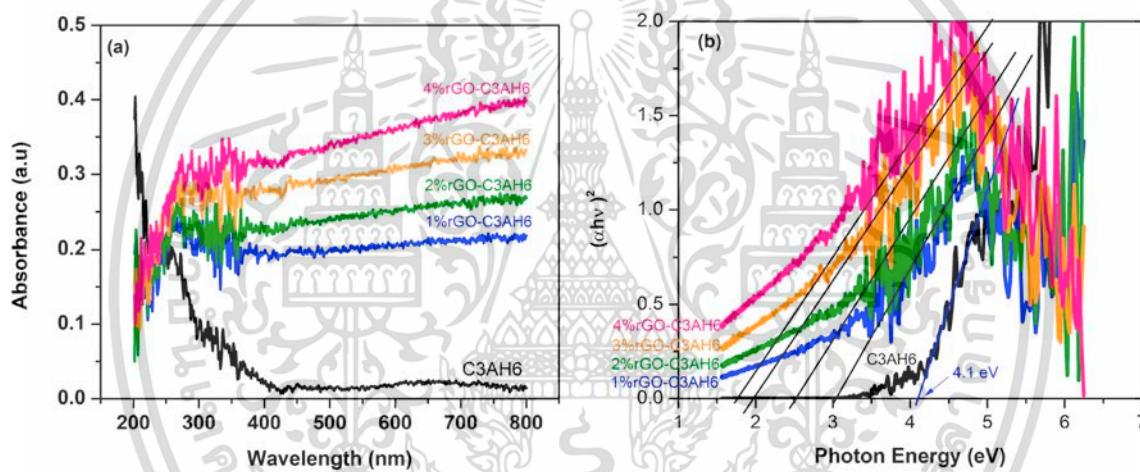 (a)
0.5
0.4
0.3
0.2
0.1
0.0
Absorbance (a.u)
4%rGO-C3AH6
3%rGO-C3AH6
2%rGO-C3AH6
1%rGO-C3AH6
C3AH6
200 300 400 500 600 700 800
Wavelength (nm)
(b)
2.0
1.5
1.0
0.5
0.0
(αhν)²
4%rGO-C3AH6
3%rGO-C3AH6
2%rGO-C3AH6
1%rGO-C3AH6
C3AH6
4.1 eV
1 2 3 4 5 6 7
Photon Energy (eV)